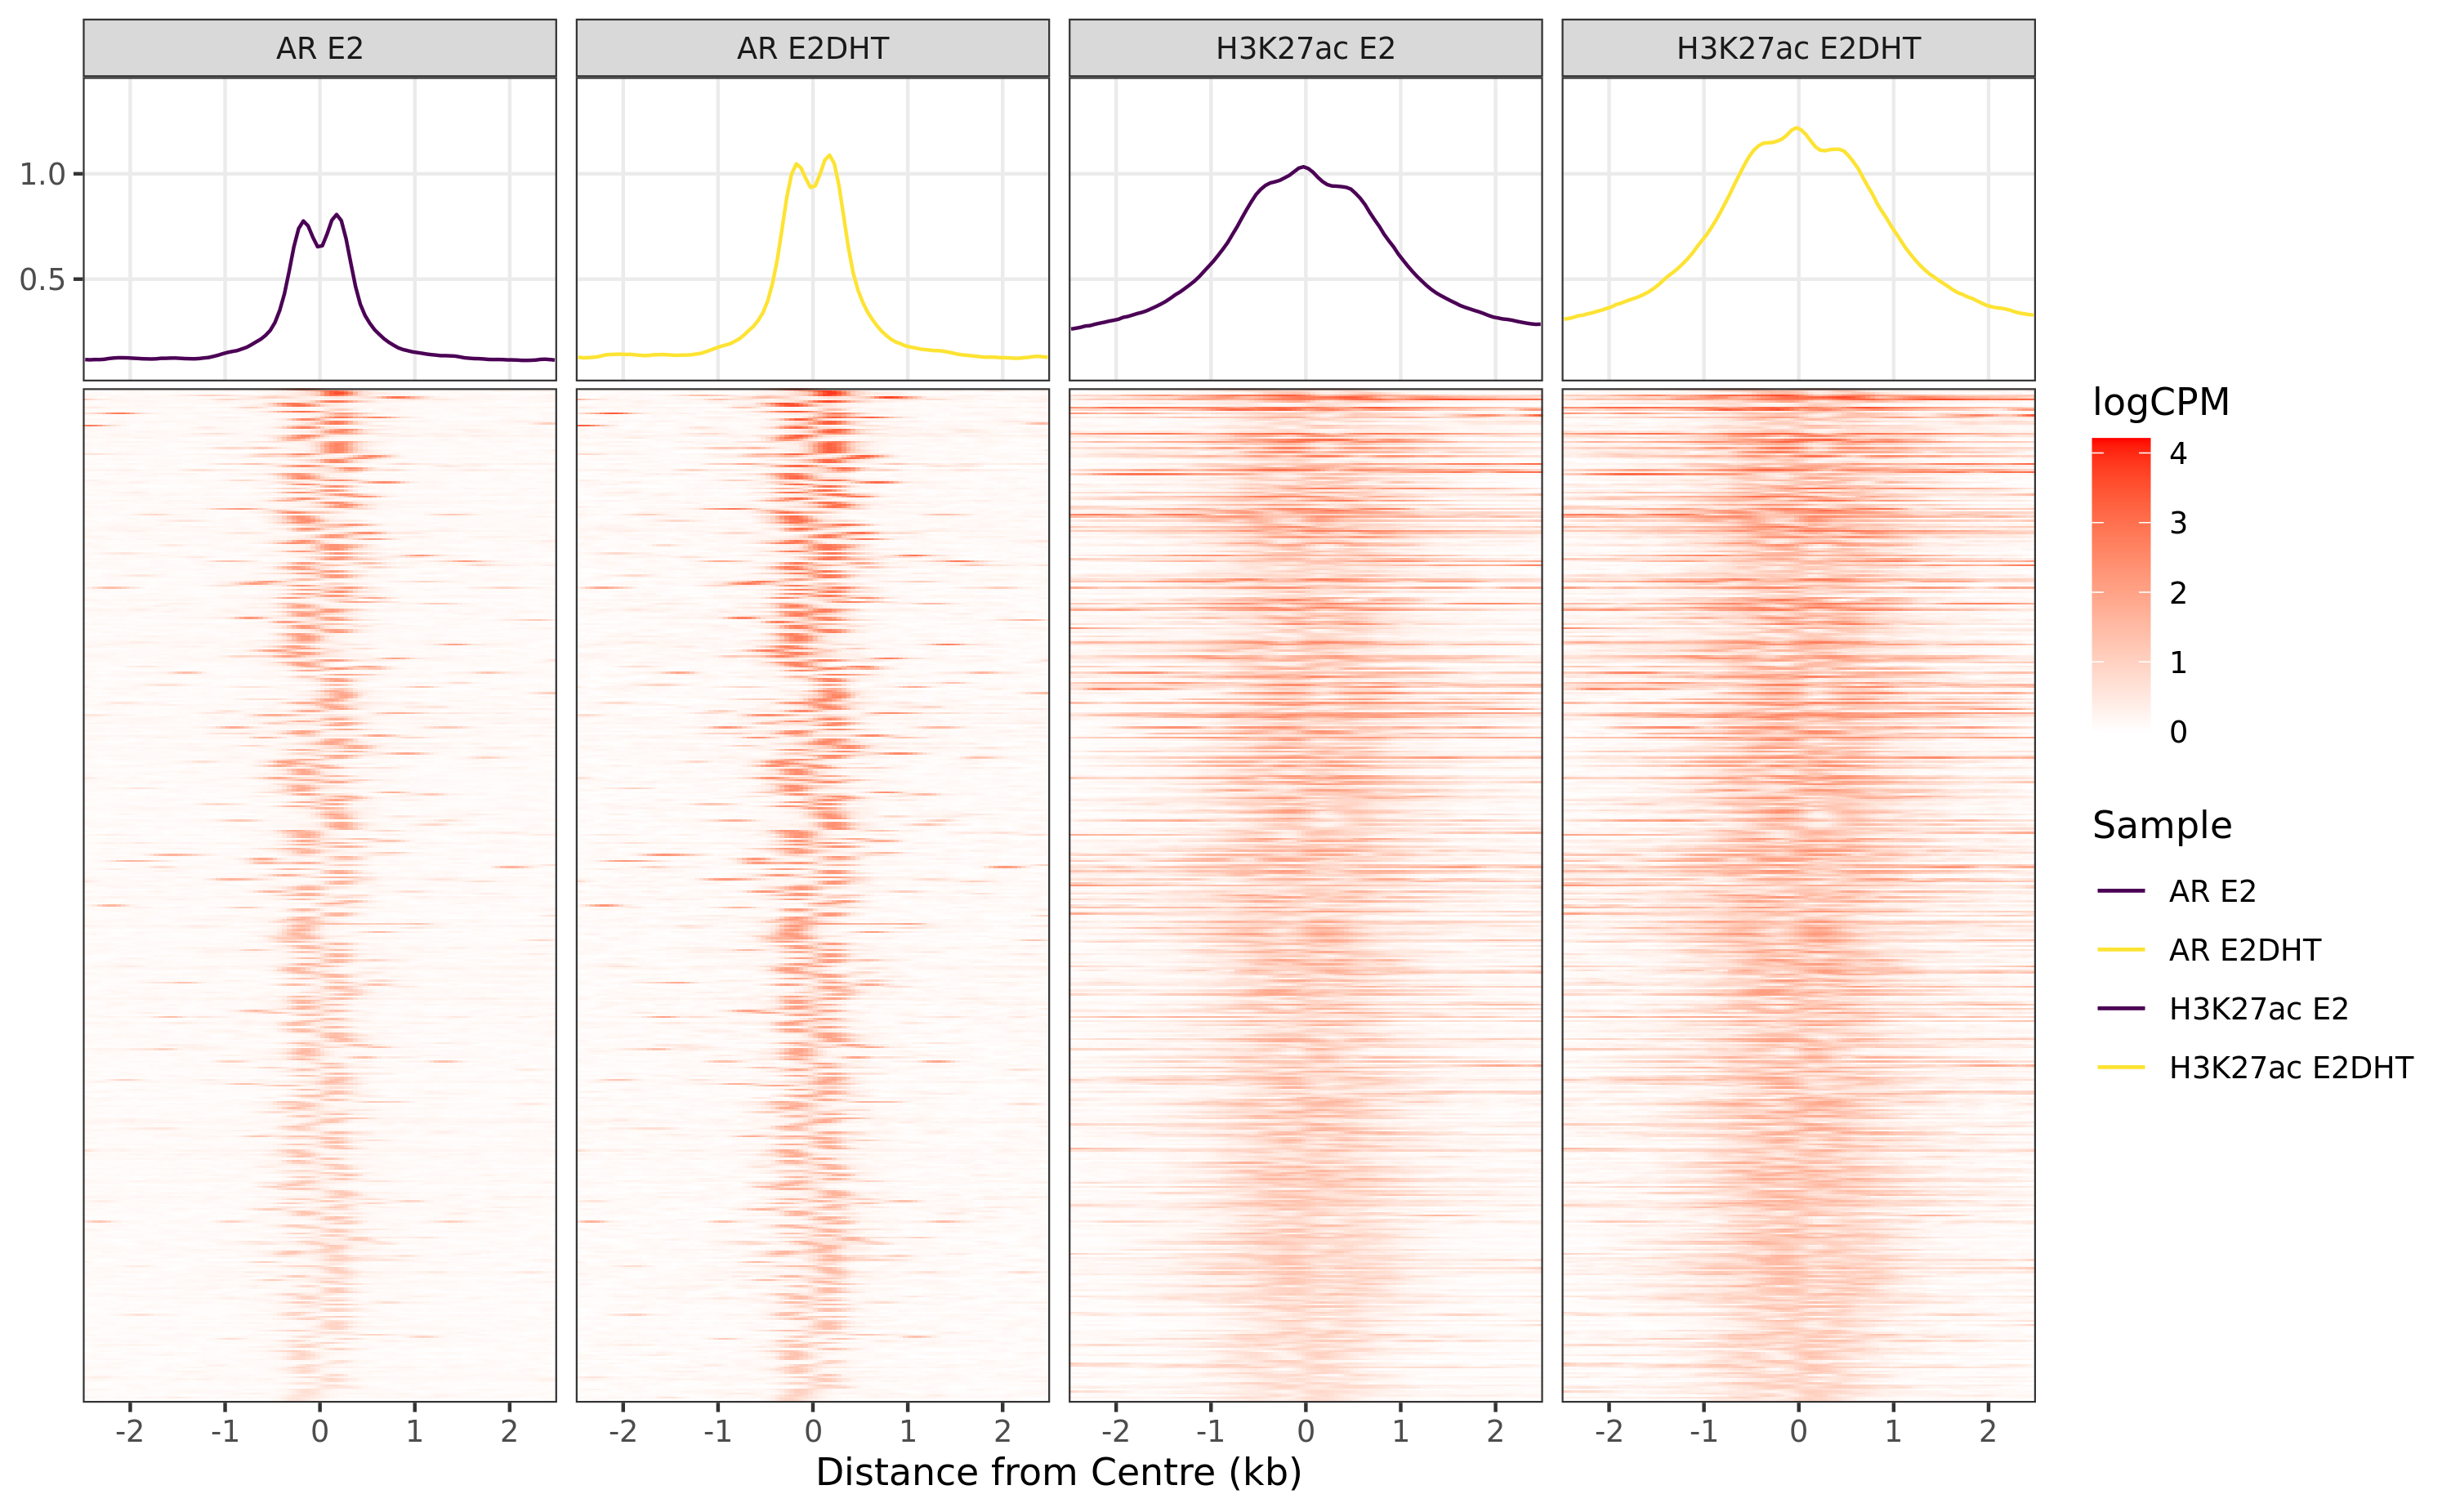 AR E2
AR E2DHT
H3K27ac E2
H3K27ac E2DHT
1.0
0.5
logCPM
4
3
2
1
0
Sample
AR E2
AR E2DHT
H3K27ac E2
H3K27ac E2DHT
-2 -1 0 1 2
-2 -1 0 1 2
-2 -1 0 1 2
-2 -1 0 1 2
Distance from Centre (kb)